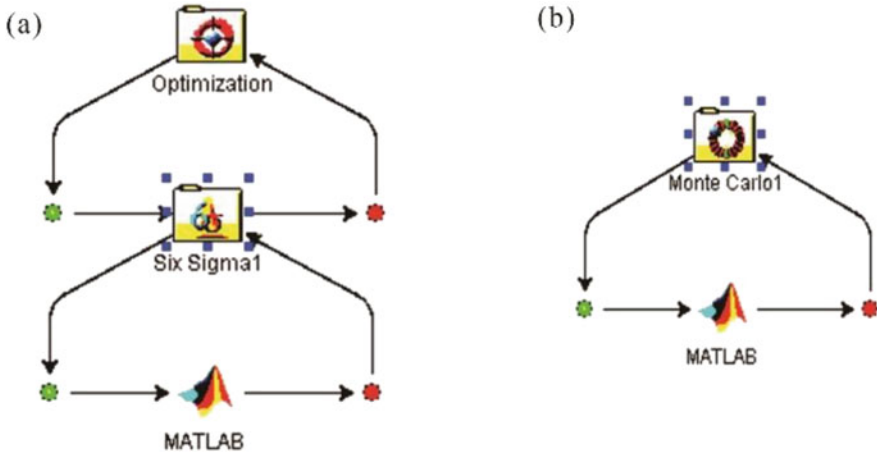 (a)
Optimization
Six Sigma1
MATLAB
(b)
Monte Carlo1
MATLAB